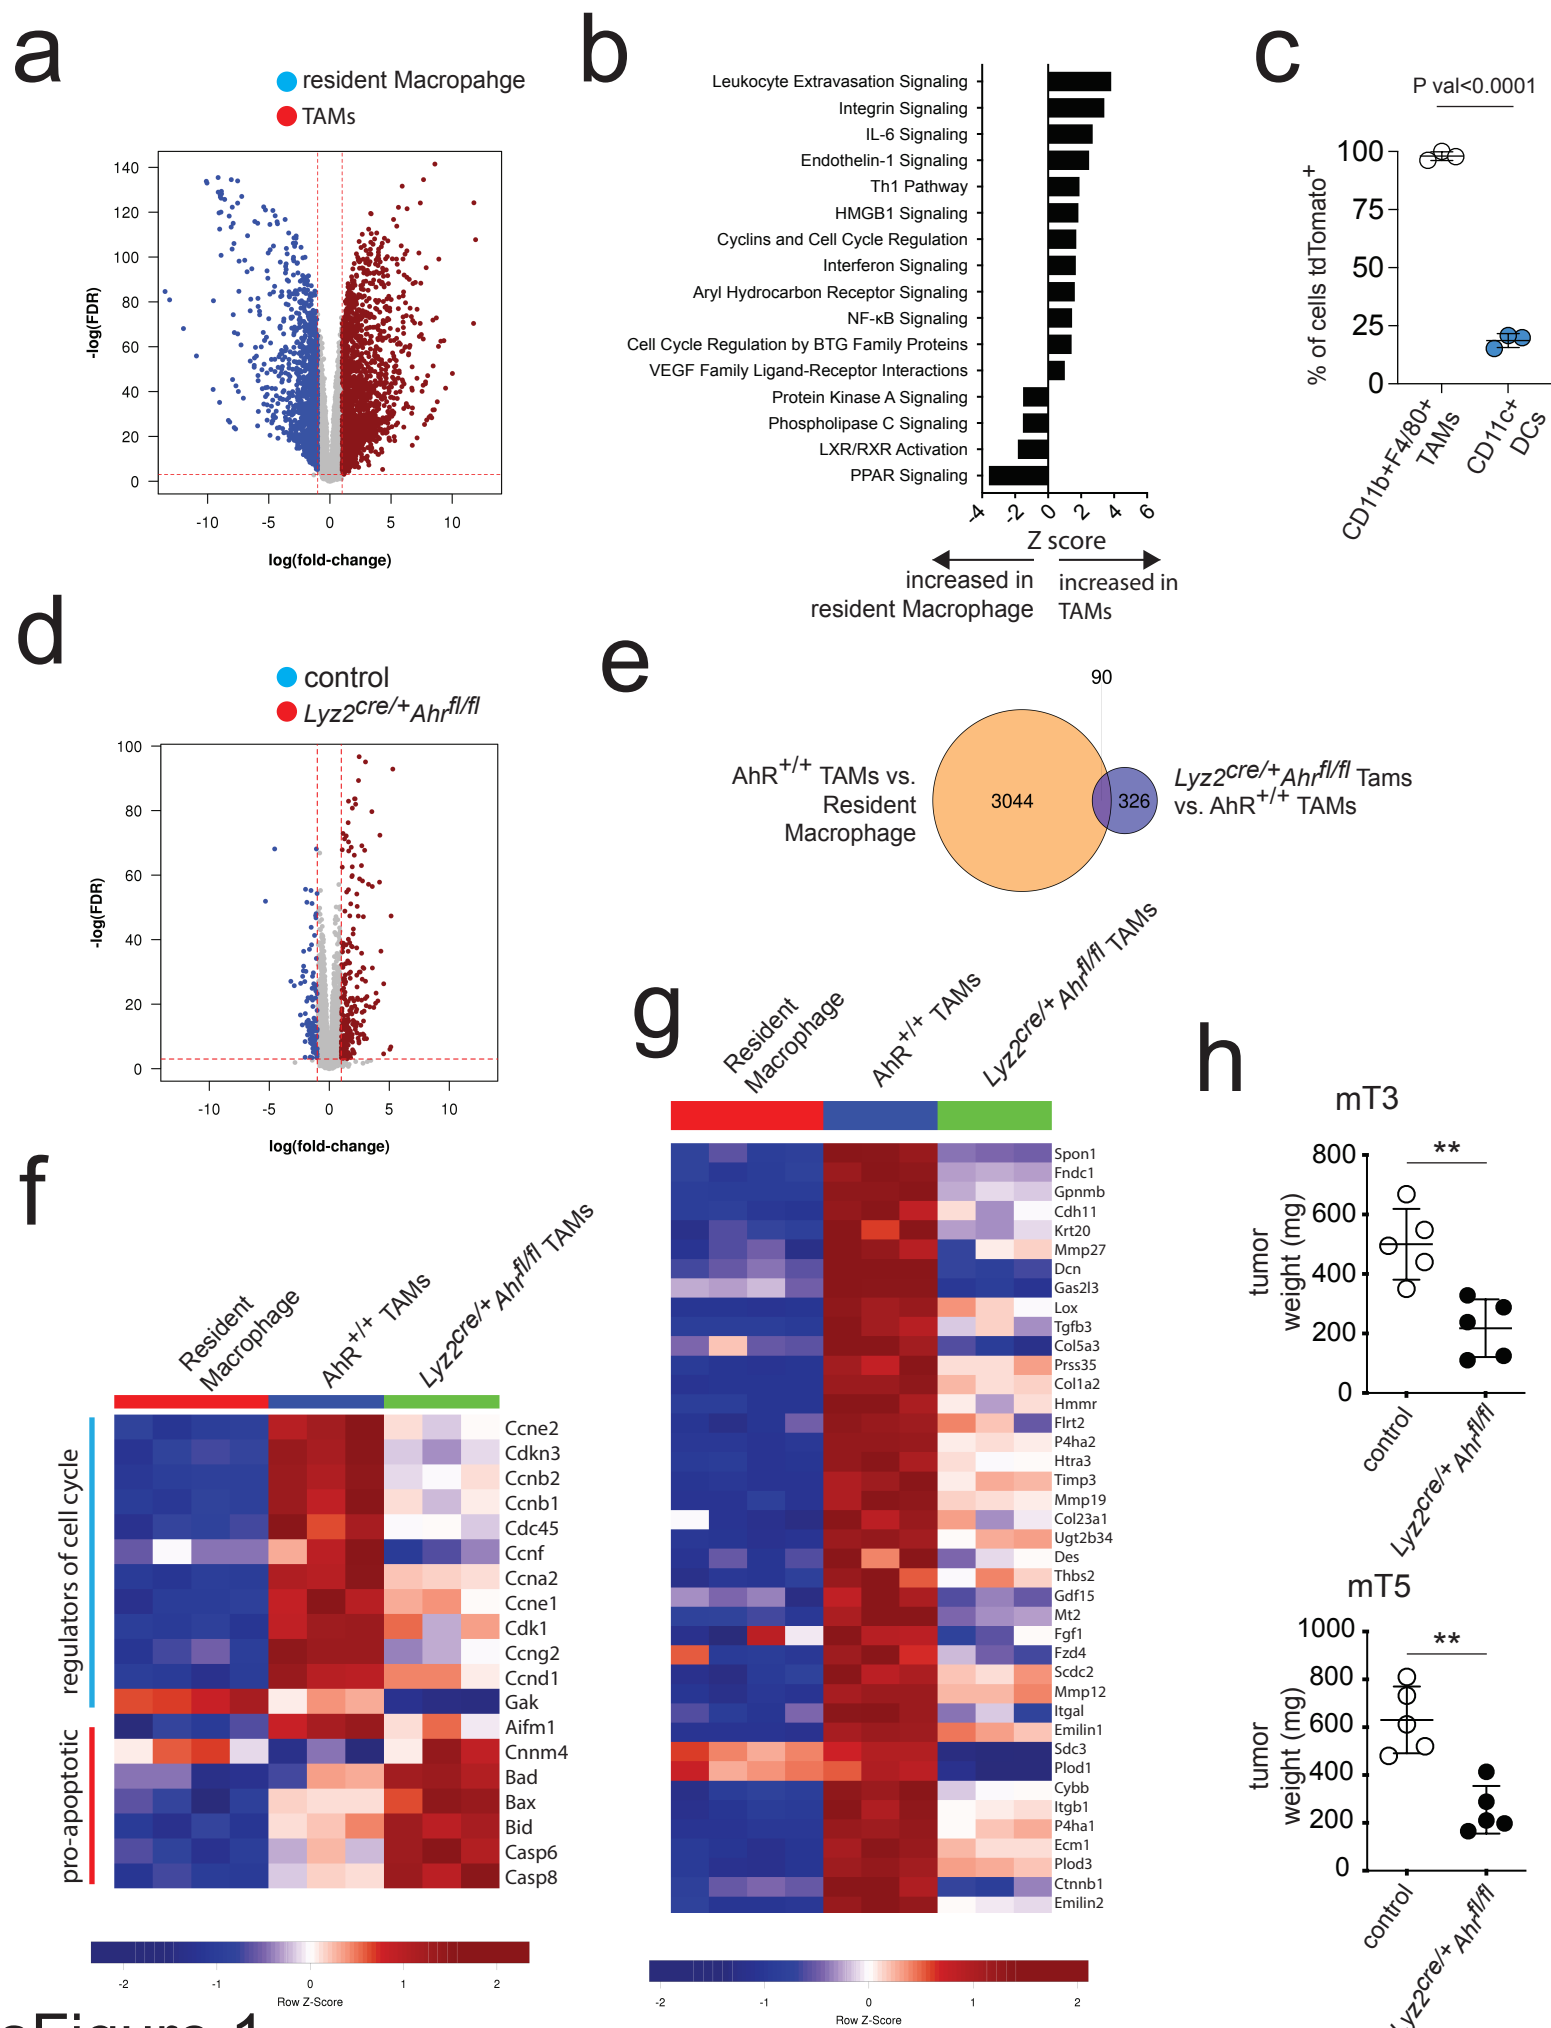 a
resident Macropahge
TAMs
140
120
100
80
60
40
20
0
-log(FDR)
-10
-5
0
5
10
log(fold-change)
b
Leukocyte Extravasation Signaling
Integrin Signaling
IL-6 Signaling
Endothelin-1 Signaling
Th1 Pathway
HMGB1 Signaling
Cyclins and Cell Cycle Regulation
Interferon Signaling
Aryl Hydrocarbon Receptor Signaling
NF-κB Signaling
Cell Cycle Regulation by BTG Family Proteins
VEGF Family Ligand-Receptor Interactions
Protein Kinase A Signaling
Phospholipase C Signaling
LXR/RXR Activation
PPAR Signaling
-4
-2
0
2
4
6
Z score
increased in
resident Macrophage
increased in
TAMs
c
P val<0.0001
100
75
50
25
0
% of cells tdTomato+
CD11b+F4/80+
TAMs
CD11c+
DCs
d
control
Lyz2cre/+Ahrfl/fl
100
80
60
40
20
0
-log(FDR)
-10
-5
0
5
10
log(fold-change)
e
90
AhR+/+ TAMs vs.
Resident
Macrophage
3044
326
Lyz2cre/+Ahrfl/fl Tams
vs. AhR+/+ TAMs
f
Resident
Macrophage
AhR+/+ TAMs
Lyz2cre/+Ahrfl/fl TAMs
regulators of cell cycle
pro-apoptotic
Ccne2
Cdkn3
Ccnb2
Ccnb1
Cdc45
Ccnf
Ccna2
Ccne1
Cdk1
Ccng2
Ccnd1
Gak
Aifm1
Cnnm4
Bad
Bax
Bid
Casp6
Casp8
-2
-1
0
1
2
Row Z-Score
g
Resident
Macrophage
AhR+/+ TAMs
Lyz2cre/+Ahrfl/fl TAMs
Spon1
Fndc1
Gpnmb
Cdh11
Krt20
Mmp27
Dcn
Gas2l3
Lox
Tgfb3
Col5a3
Prss35
Col1a2
Hmmr
Flrt2
P4ha2
Htra3
Timp3
Mmp19
Col23a1
Ugt2b34
Des
Thbs2
Gdf15
Mt2
Fgf1
Fzd4
Scdc2
Mmp12
Itgal
Emilin1
Sdc3
Plod1
Cybb
Itgb1
P4ha1
Ecm1
Plod3
Ctnnb1
Emilin2
-2
-1
0
1
2
Row Z-Score
h
mT3
**
800
600
400
200
0
tumor
weight (mg)
control
Lyz2cre/+Ahrfl/fl
mT5
**
1000
800
600
400
200
0
tumor
weight (mg)
control
Lyz2cre/+Ahrfl/fl